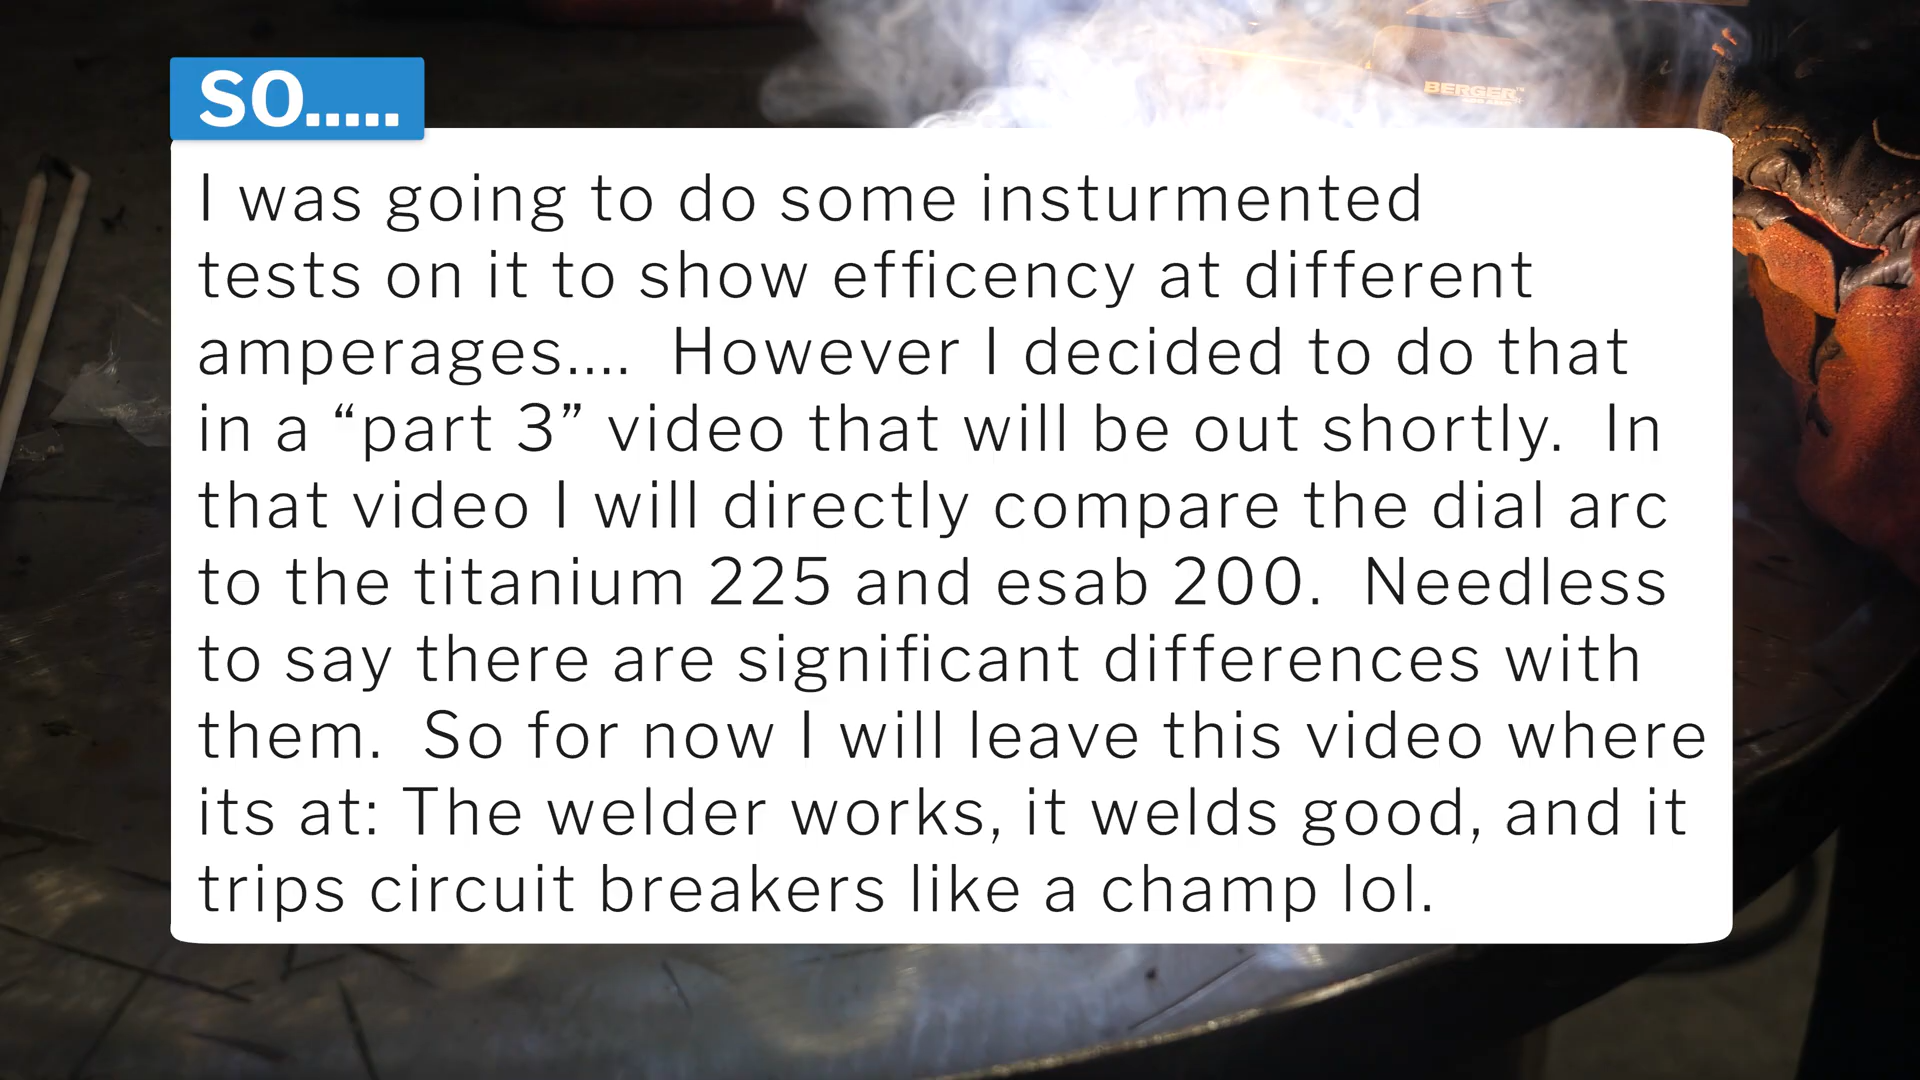 SO.....
BERGER
I was going to do some insturmented
tests on it to show efficency at different
amperages.... However I decided to do that
in a “part 3” video that will be out shortly. In
that video I will directly compare the dial arc
to the titanium 225 and esab 200. Needless
to say there are significant differences with
them. So for now I will leave this video where
its at: The welder works, it welds good, and it
trips circuit breakers like a champ lol.